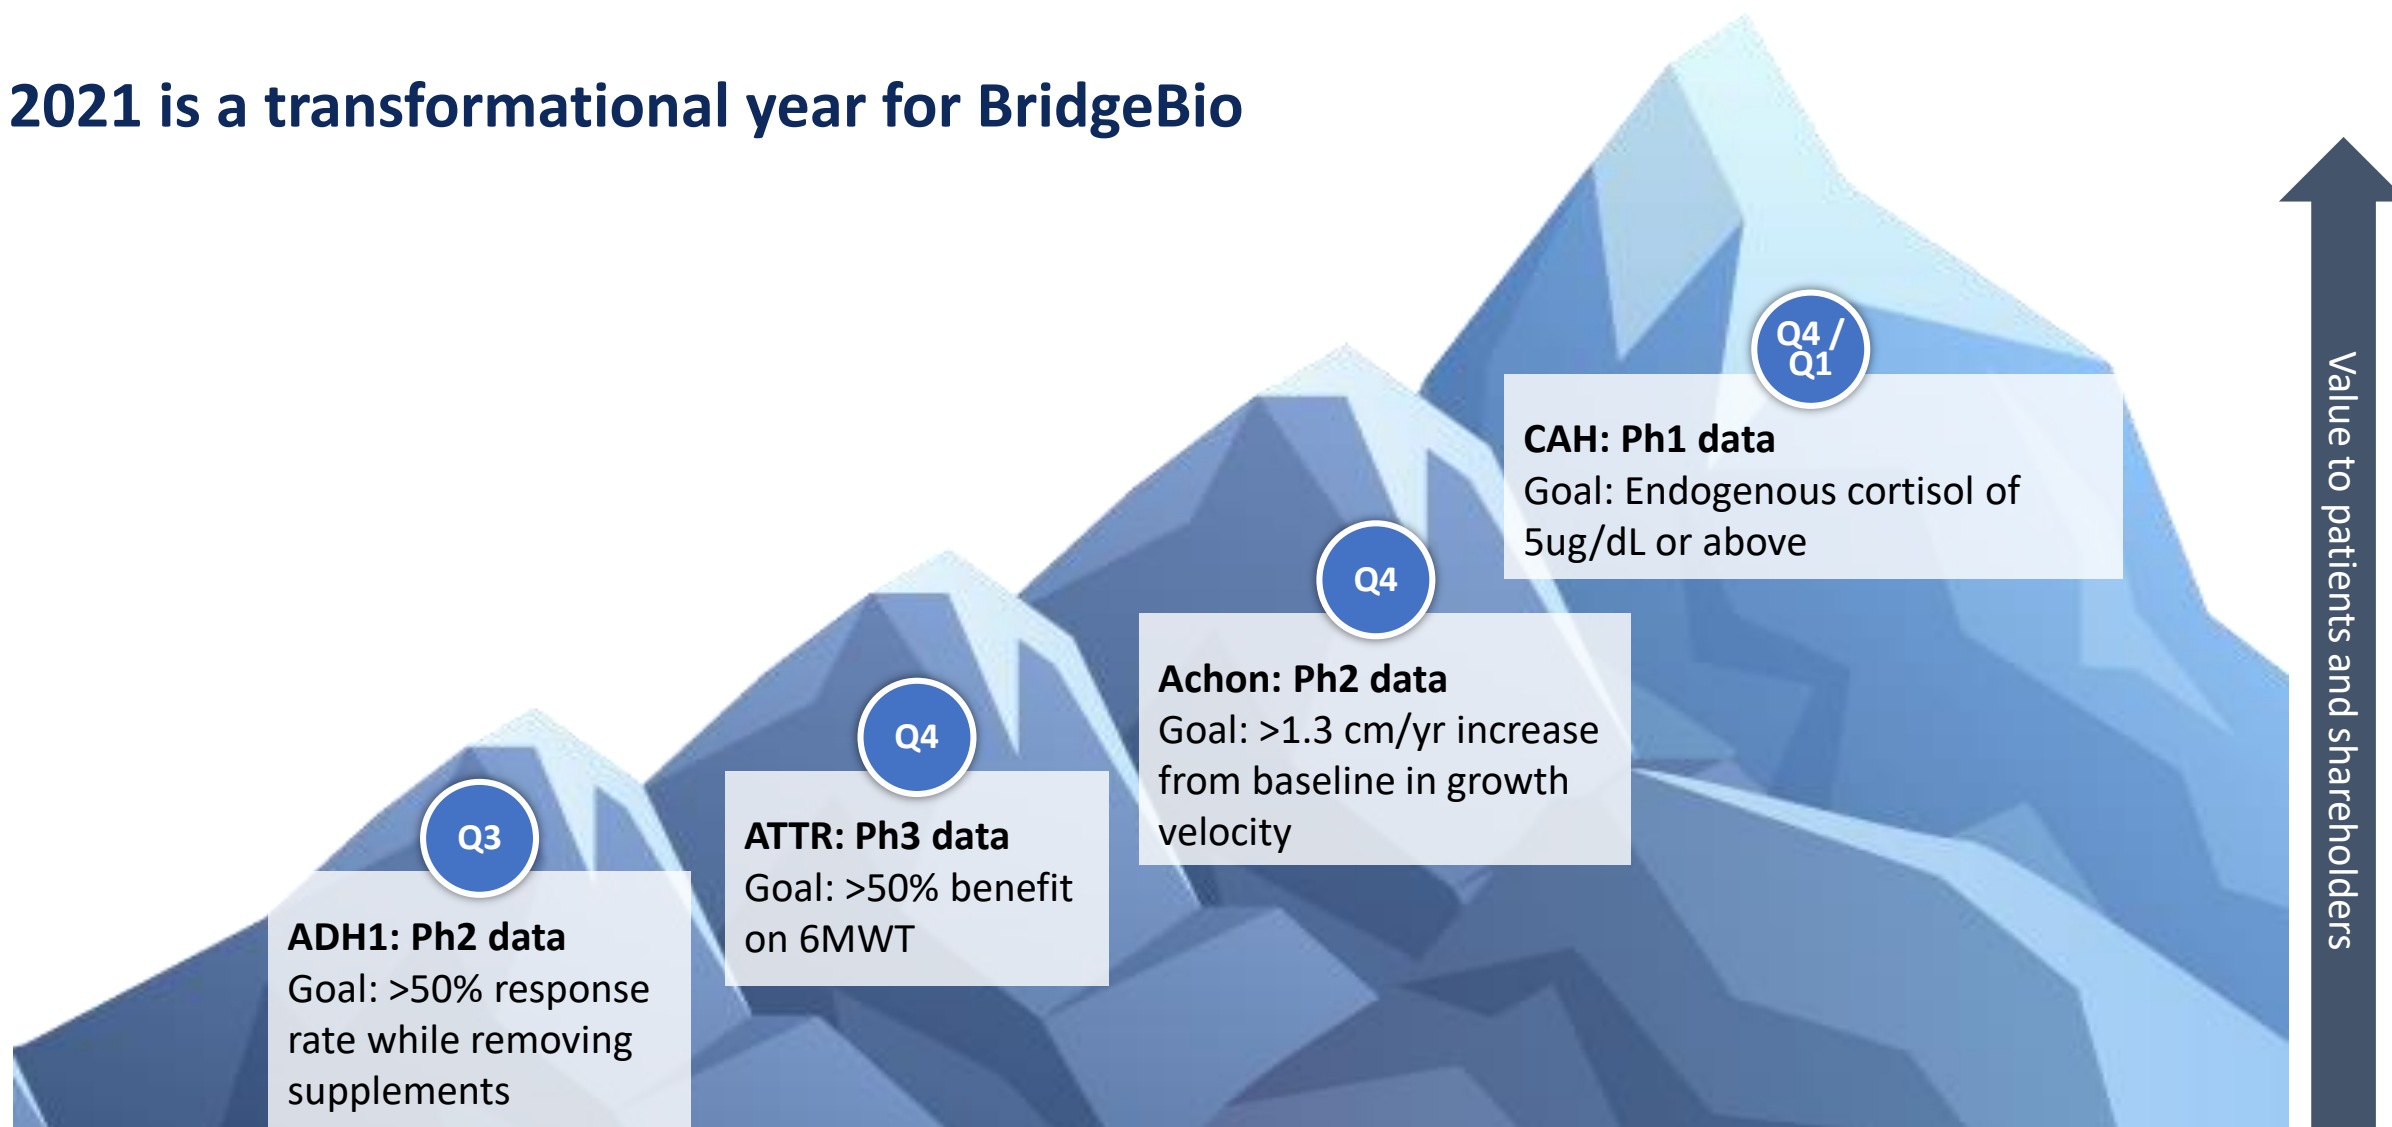 2021 is a transformational year for BridgeBio
Q3
ADH1: Ph2 data
Goal: >50% response
rate while removing
supplements
Q4
ATTR: Ph3 data
Goal: >50% benefit
on 6MWT
Q4
Achon: Ph2 data
Goal: >1.3 cm/yr increase
from baseline in growth
velocity
Q4 /
Q1
CAH: Ph1 data
Goal: Endogenous cortisol of
5ug/dL or above
Value to patients and shareholders